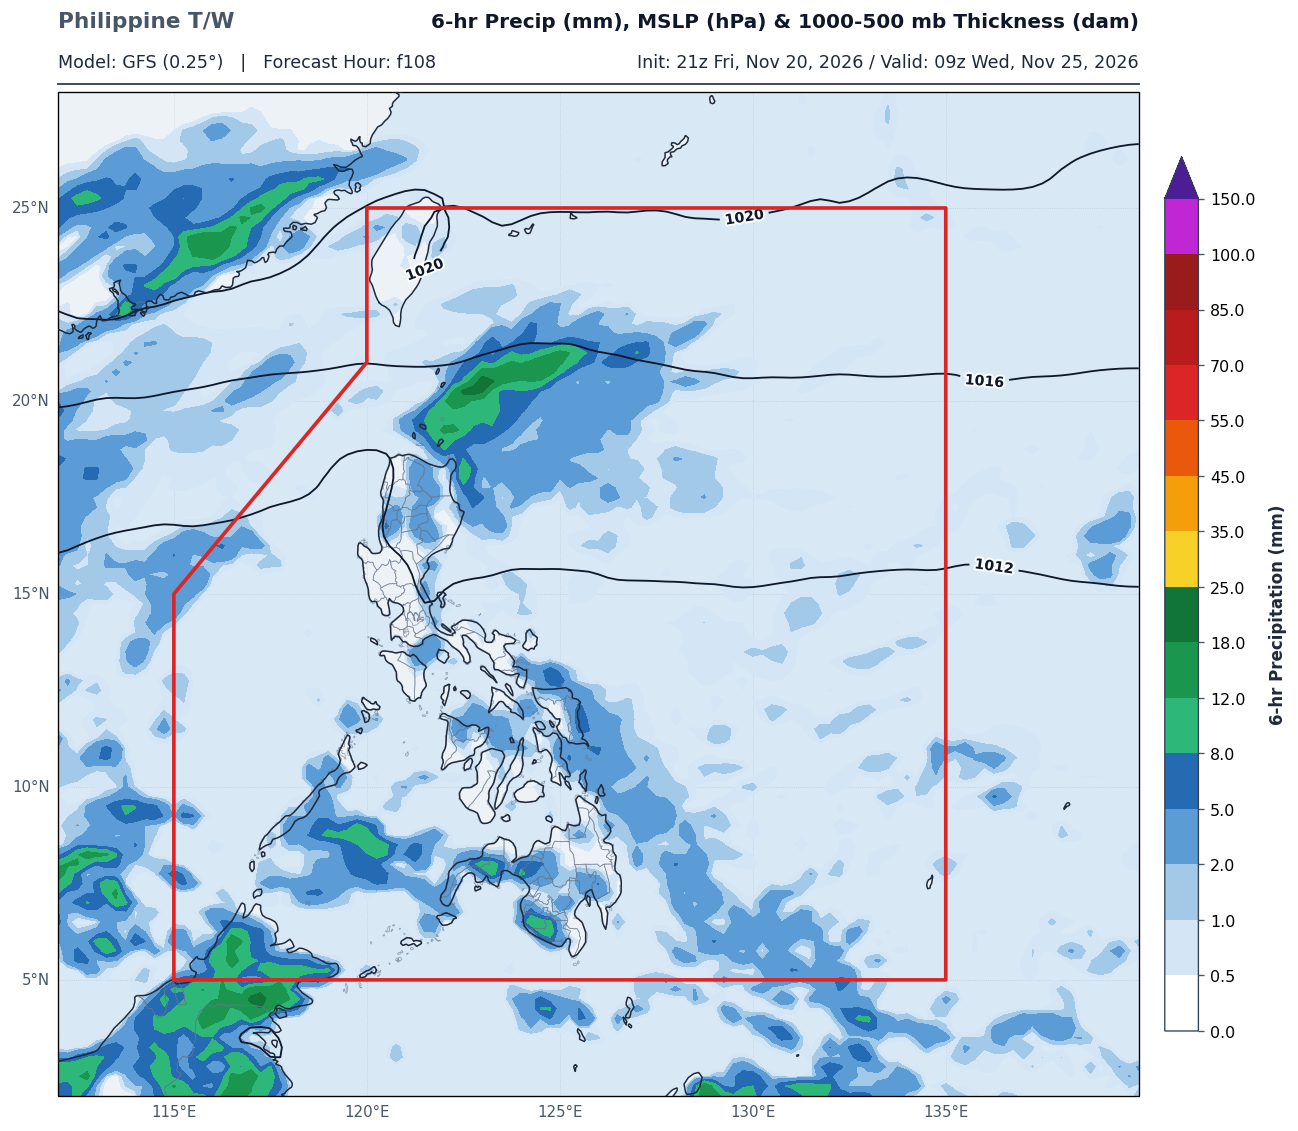 Philippine T/W
6-hr Precip (mm), MSLP (hPa) & 1000-500 mb Thickness (dam)
Model: GFS (0.25°) | Forecast Hour: f108
Init: 21z Fri, Nov 20, 2026 / Valid: 09z Wed, Nov 25, 2026
25°N
20°N
15°N
10°N
5°N
1020
1020
1016
1012
115°E
120°E
125°E
130°E
135°E
150.0
100.0
85.0
70.0
55.0
45.0
35.0
25.0
18.0
12.0
8.0
5.0
2.0
1.0
0.5
0.0
6-hr Precipitation (mm)